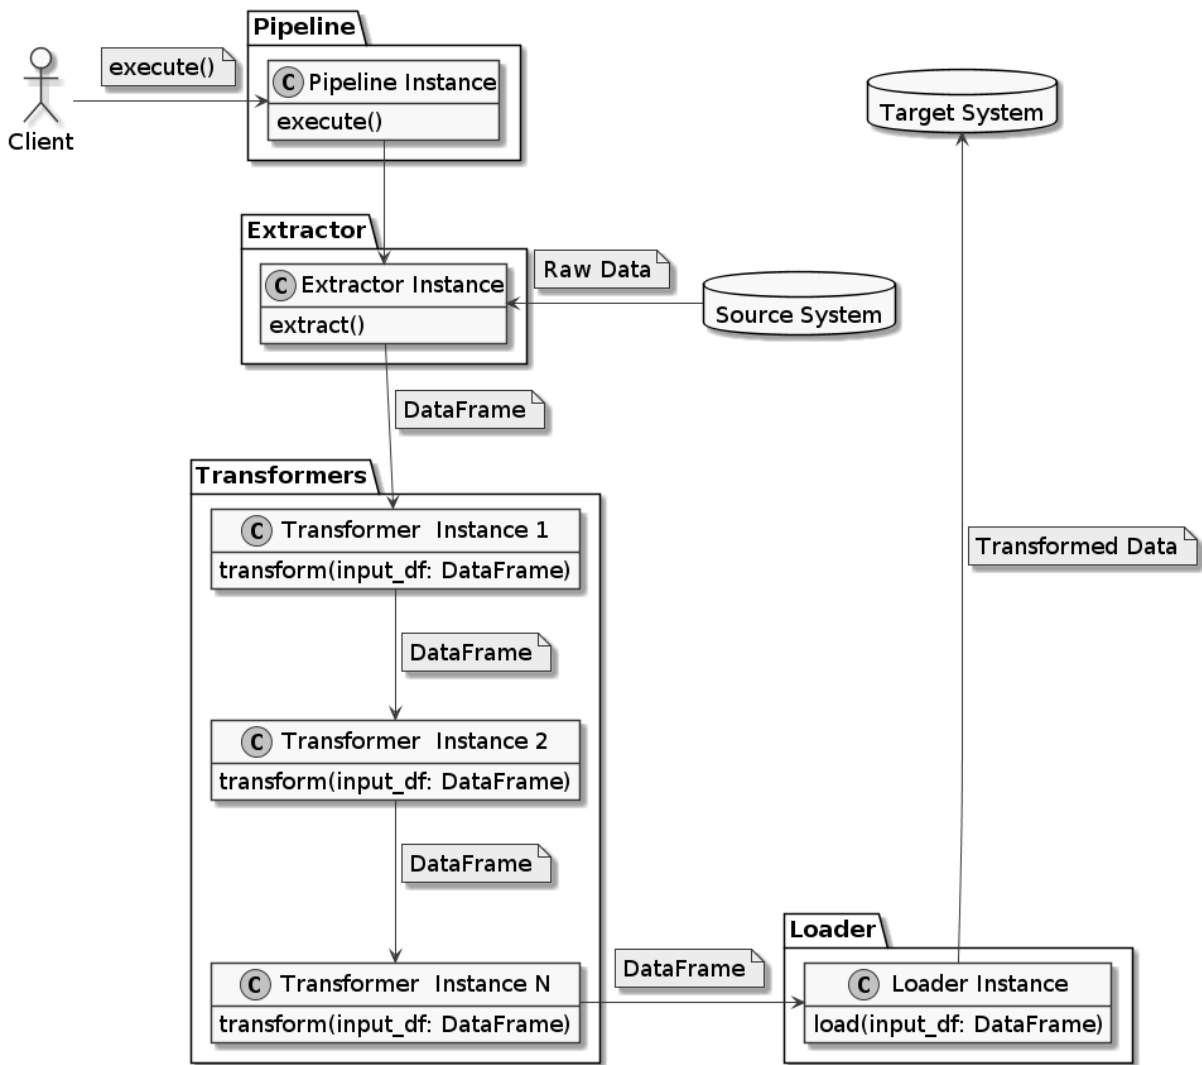 Pipeline
execute()
C Pipeline Instance
execute()
Client
Target System
Extractor
Raw Data
C Extractor Instance
extract()
Source System
DataFrame
Transformers
C Transformer  Instance 1
transform(input_df: DataFrame)
Transformed Data
DataFrame
C Transformer  Instance 2
transform(input_df: DataFrame)
DataFrame
Loader
DataFrame
C Transformer  Instance N
transform(input_df: DataFrame)
C Loader Instance
load(input_df: DataFrame)